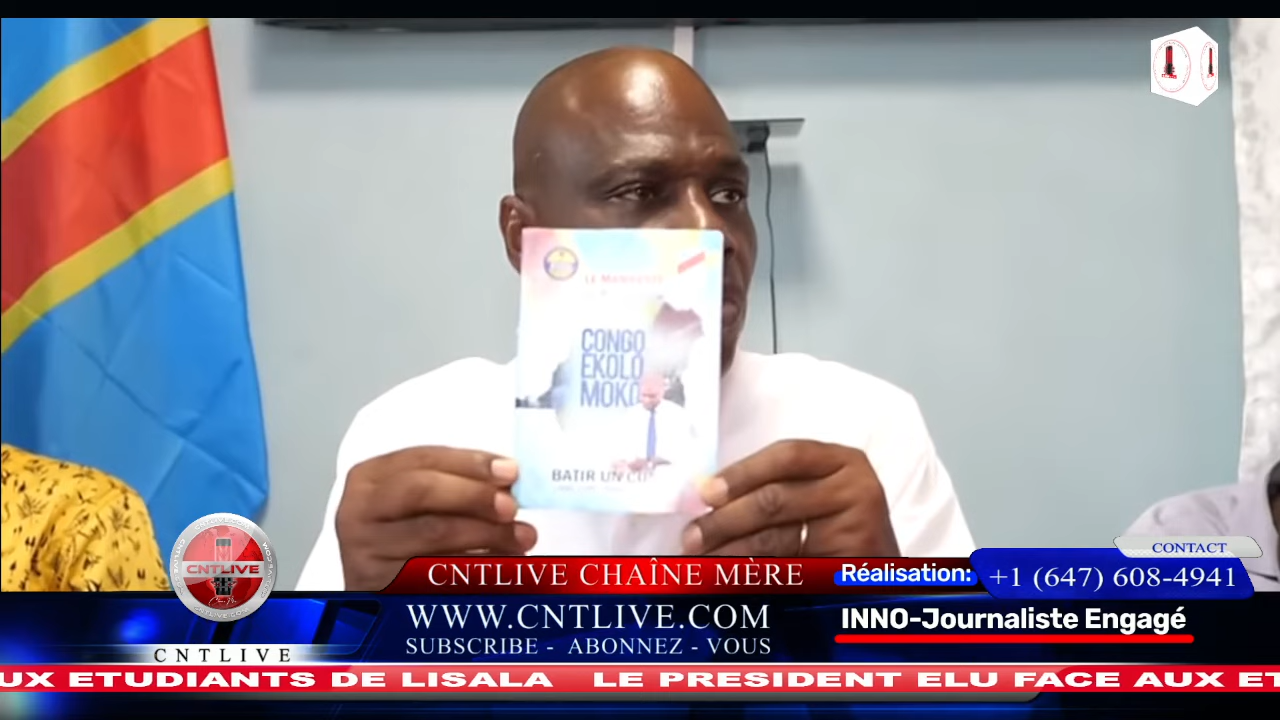 CONGO
EKOLO
MOKO
BATIR UN
CNTLIVE CHAÎNE MÈRE
WWW.CNTLIVE.COM
SUBSCRIBE - ABONNEZ - VOUS
CONTACT
Réalisation: +1 (647) 608-4941
INNO-Journaliste Engagé
CNTLIVE
CNTLIVE
UX ETUDIANTS DE LISALA LE PRESIDENT ELU FACE AUX ET